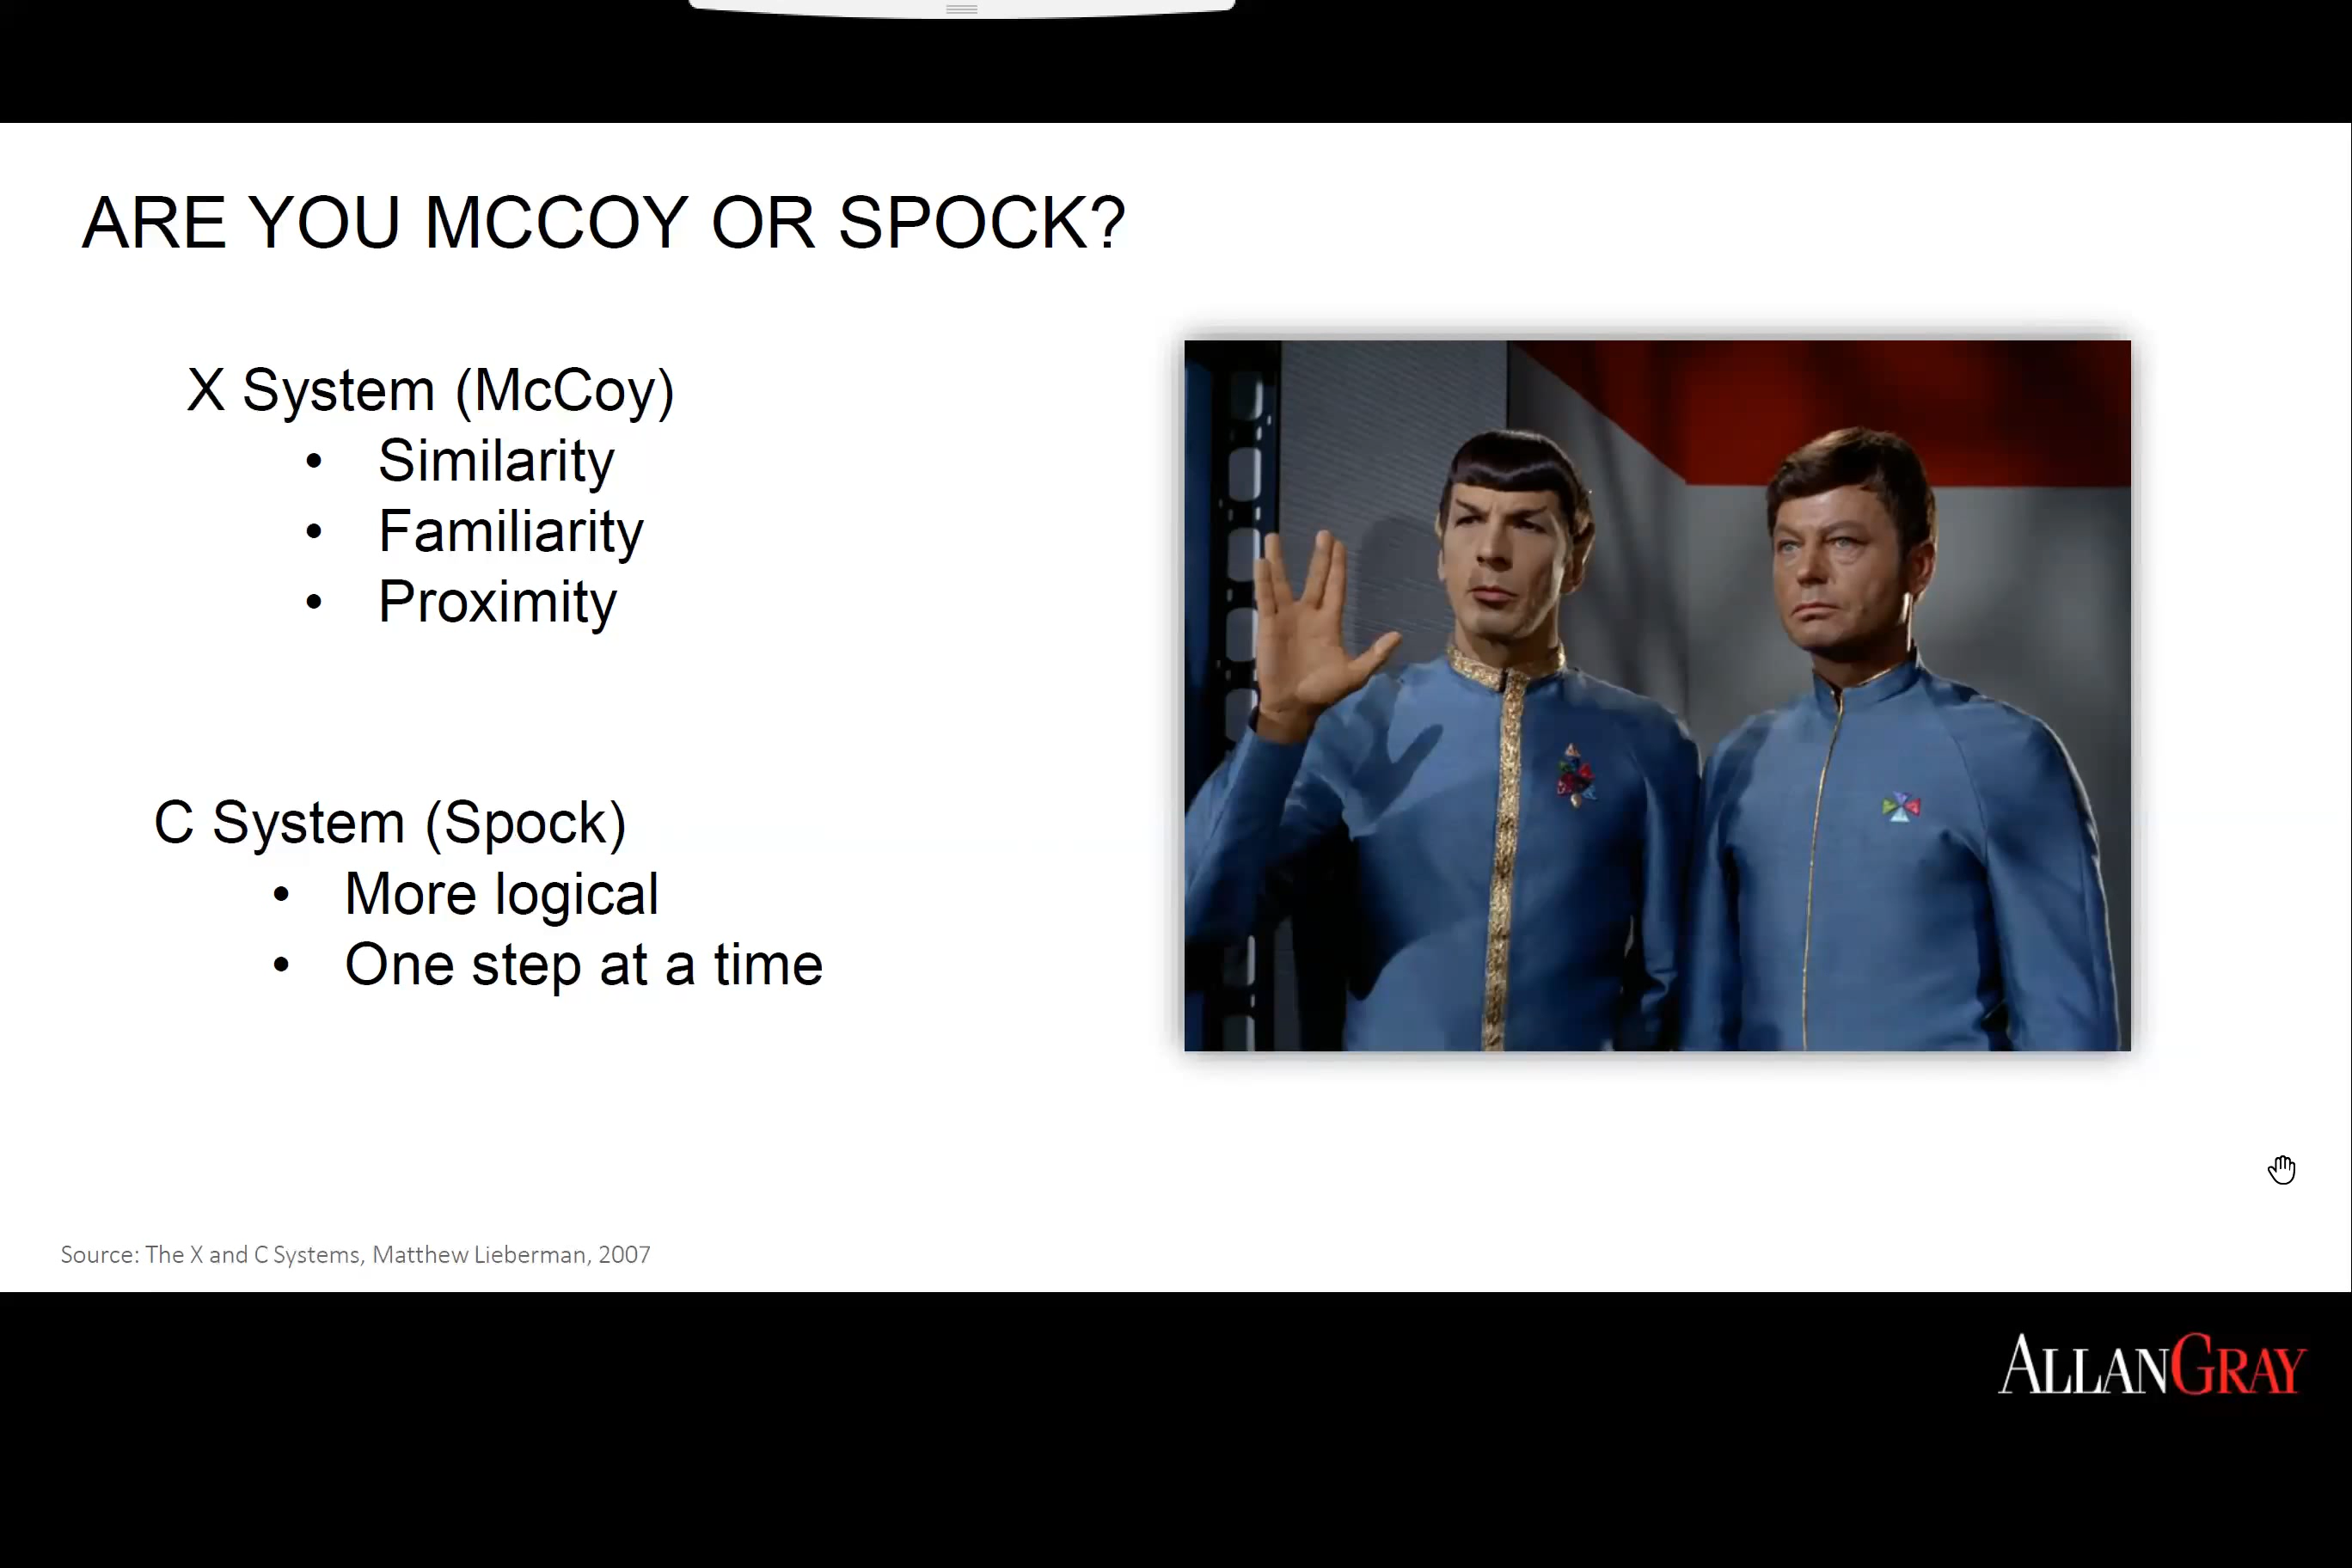 ARE YOU MCCOY OR SPOCK?
X System (McCoy)
• Similarity
• Familiarity
• Proximity
C System (Spock)
• More logical
• One step at a time
Source: The X and C Systems, Matthew Lieberman, 2007
ALLANGRAY